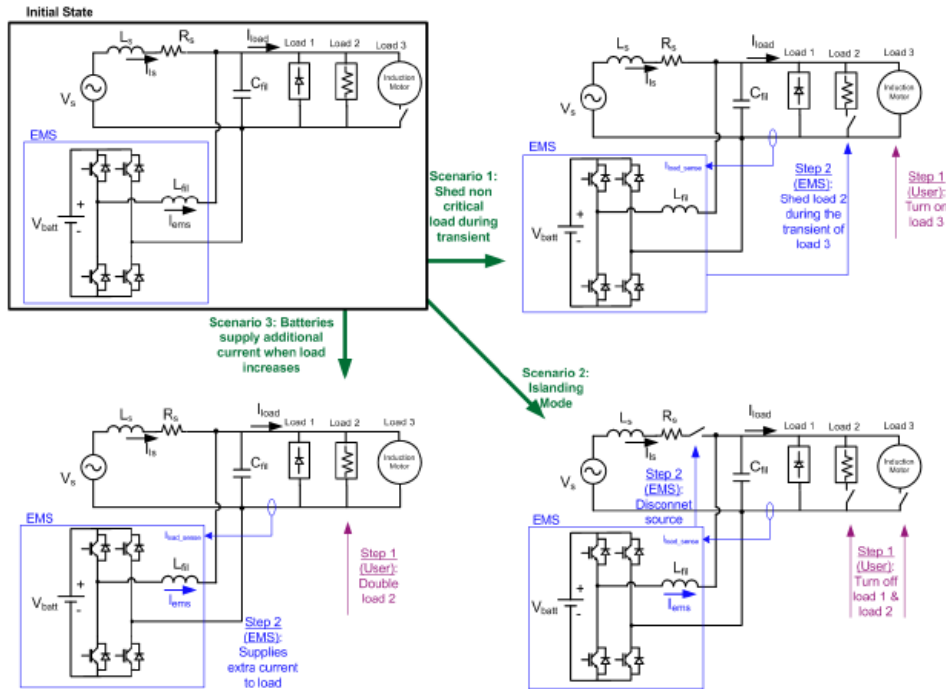 Initial State
Ls
Rs
Iload
Ils
Load 1
Load 2
Load 3
Vs
Cfil
Induction
Motor
EMS
Vbatt
+
-
Lfil
Iems
Scenario 1:
Shed non
critical
load during
transient
Ls
Rs
Iload
Ils
Load 1
Load 2
Load 3
Vs
Cfil
Induction
Motor
EMS
Iload_sense
Vbatt
+
-
Lfil
Step 2
(EMS):
Shed load 2
during the
transient of
load 3
Step 1
(User):
Turn on
load 3
Scenario 3: Batteries
supply additional
current when load
increases
Scenario 2:
Islanding
Mode
Ls
Rs
Iload
Ils
Load 1
Load 2
Load 3
Vs
Cfil
Induction
Motor
EMS
Iload_sense
Vbatt
+
-
Lfil
Iems
Step 2
(EMS):
Supplies
extra current
to load
Step 1
(User):
Double
load 2
Ls
Rs
Iload
Ils
Load 1
Load 2
Load 3
Vs
Cfil
Induction
Motor
Step 2
(EMS):
Disconnet
source
EMS
Iload_sense
Vbatt
+
-
Lfil
Iems
Step 1
(User):
Turn off
load 1 &
load 2